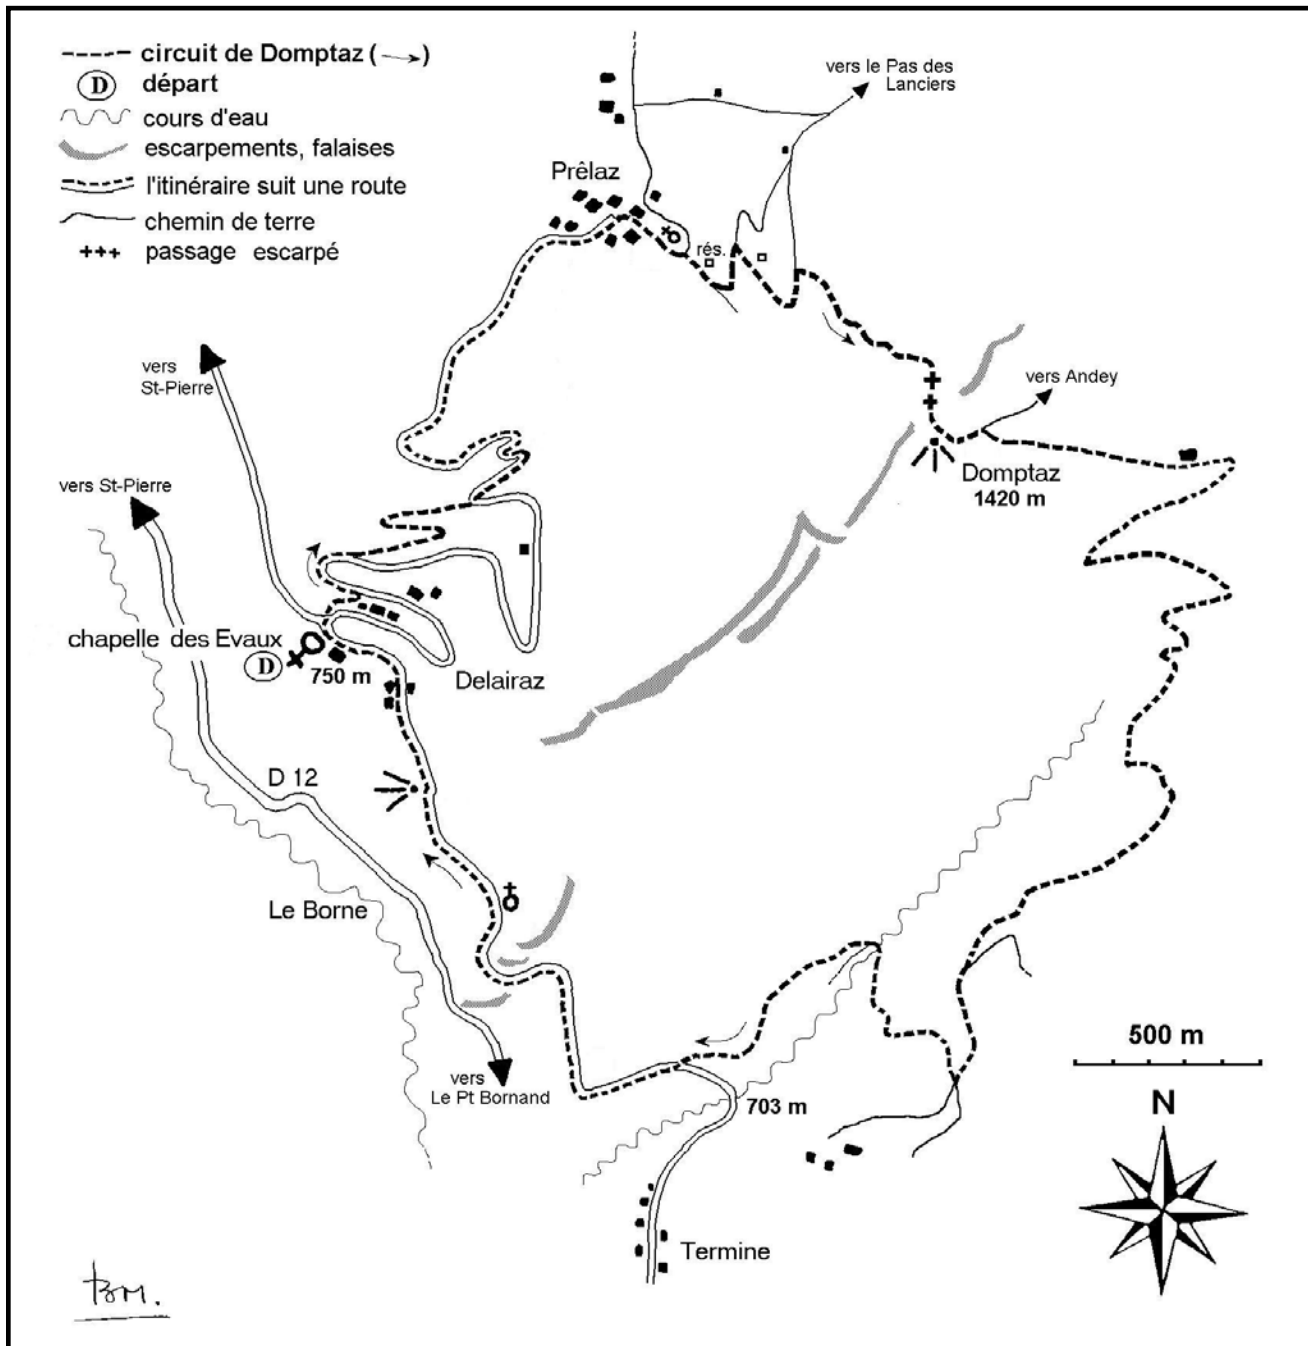 circuit de Domptaz ( )
D départ
cours d'eau
escarpements, falaises
l'itinéraire suit une route
chemin de terre
passage escarpé
vers le Pas des
Lanciers
Prêlaz
rés.
vers
St-Pierre
vers Andey
Domptaz
1420 m
vers St-Pierre
chapelle des Evaux
D
750 m
Delairaz
D 12
Le Borne
500 m
vers
Le Pt Bornand
703 m
N
Termine
BM.